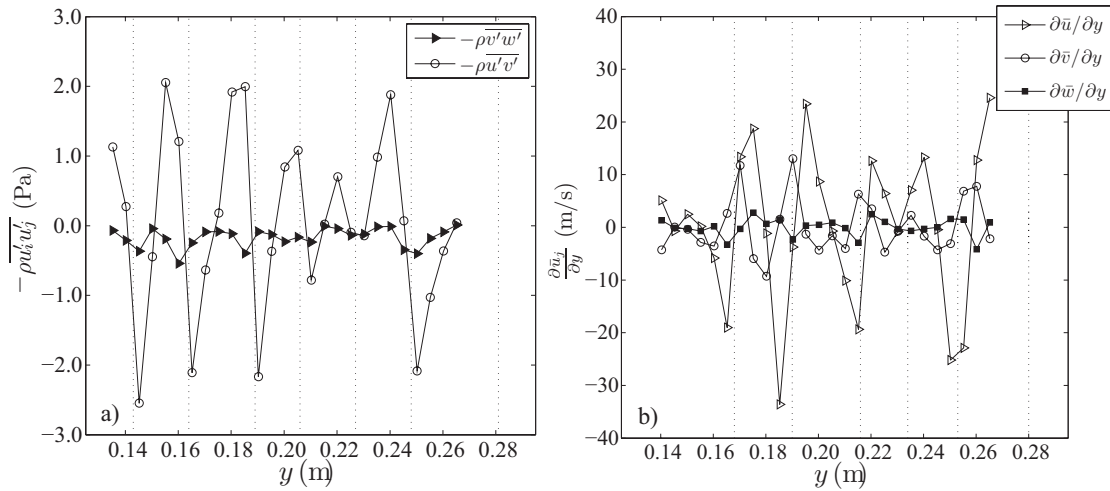 3.0
2.0
1.0
0.0
−1.0
−2.0
−3.0
−ρu′ᵢu′ⱼ (Pa)
−ρv′w′
−ρu′v′
a)
0.14 0.16 0.18 0.20 0.22 0.24 0.26 0.28
y (m)
40
30
20
10
0
−10
−20
−30
−40
∂ūⱼ/∂y (m/s)
∂ū/∂y
∂v̄/∂y
∂w̄/∂y
b)
0.14 0.16 0.18 0.20 0.22 0.24 0.26 0.28
y (m)